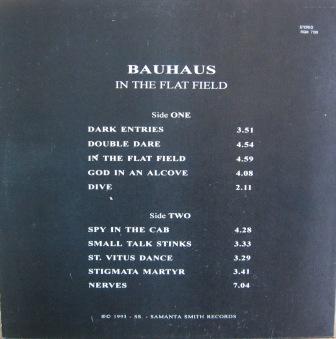 STEREO
BAUHAUS
IN THE FLAT FIELD
Side ONE
DARK ENTRIES 3.51
DOUBLE DARE 4.54
IN THE FLAT FIELD 4.59
GOD IN AN ALCOVE 4.08
DIVE 2.11
Side TWO
SPY IN THE CAB 4.28
SMALL TALK STINKS 3.33
ST. VITUS DANCE 3.29
STIGMATA MARTYR 3.41
NERVES 7.04
℗© 1993 - SS. - SAMANTA SMITH RECORDS